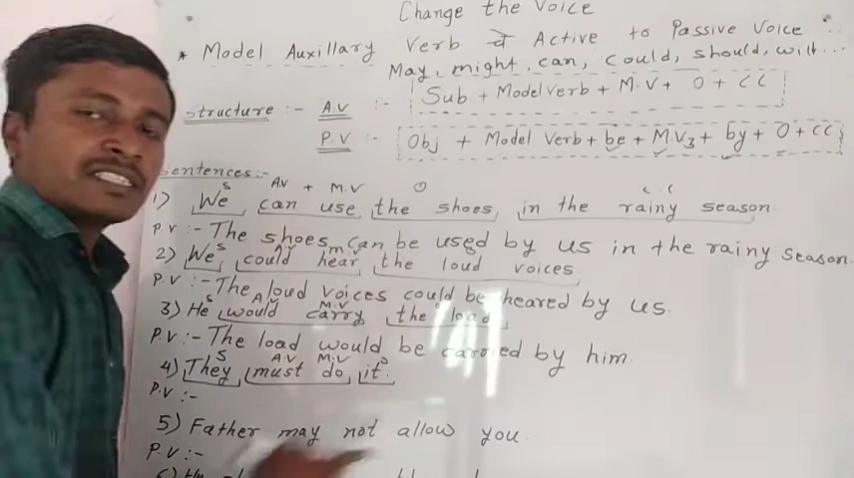 Change the Voice
* Model Auxillary Verb चे Active to Passive Voice
May, might, can, could, should, will...
Structure :- A.V :- Sub + Model Verb + M.V + O + CC
P.V :- Obj + Model Verb + be + MV3 + by + O + CC
Sentences:-
S AV + M.V O C.C
1) We can use the shoes in the rainy season
P.V :- The shoes can be used by us in the rainy season.
S AV M.V O
2) We could hear the loud voices
P.V :- The loud voices could be heared by us.
S A.V M.V O
3) He would carry the load
P.V :- The load would be carried by him.
S A.V M.V O
4) They must do it.
P.V :-
5) Father may not allow you.
P.V :-